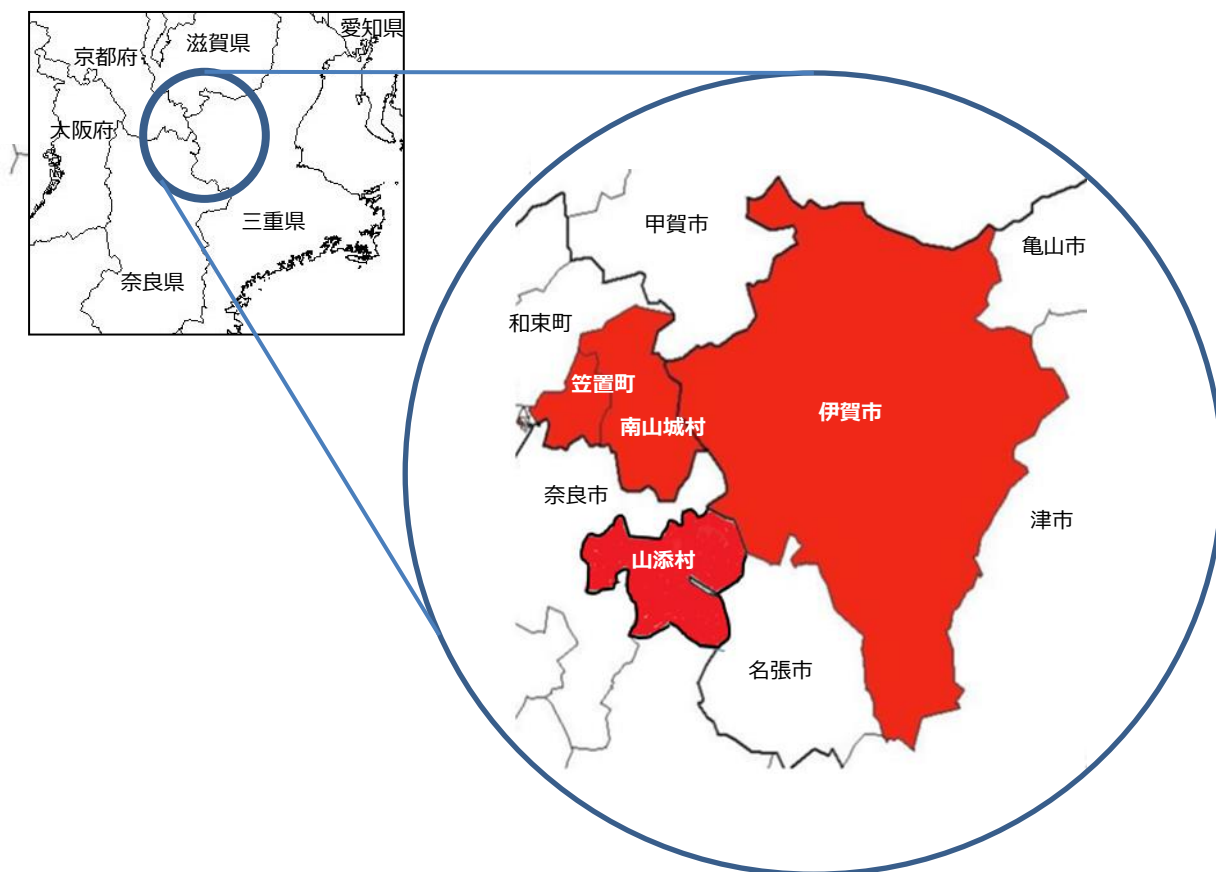 愛知県
滋賀県
京都府
大阪府
三重県
奈良県
甲賀市
亀山市
和束町
笠置町
南山城村
伊賀市
奈良市
津市
山添村
名張市